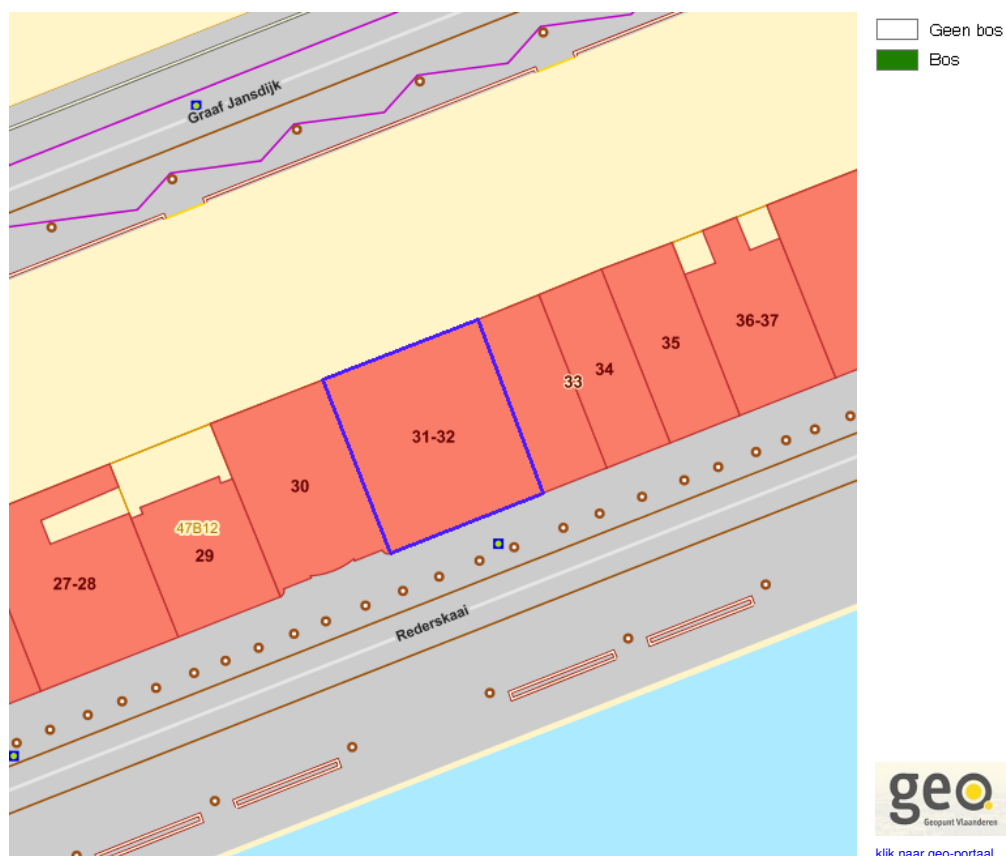 Geen bos
Bos
Graaf Jansdijk
36-37
35
34
33
31-32
30
47B12
29
27-28
Rederskaai
geo
Geopunt Vlaanderen
klik naar geo-portaal